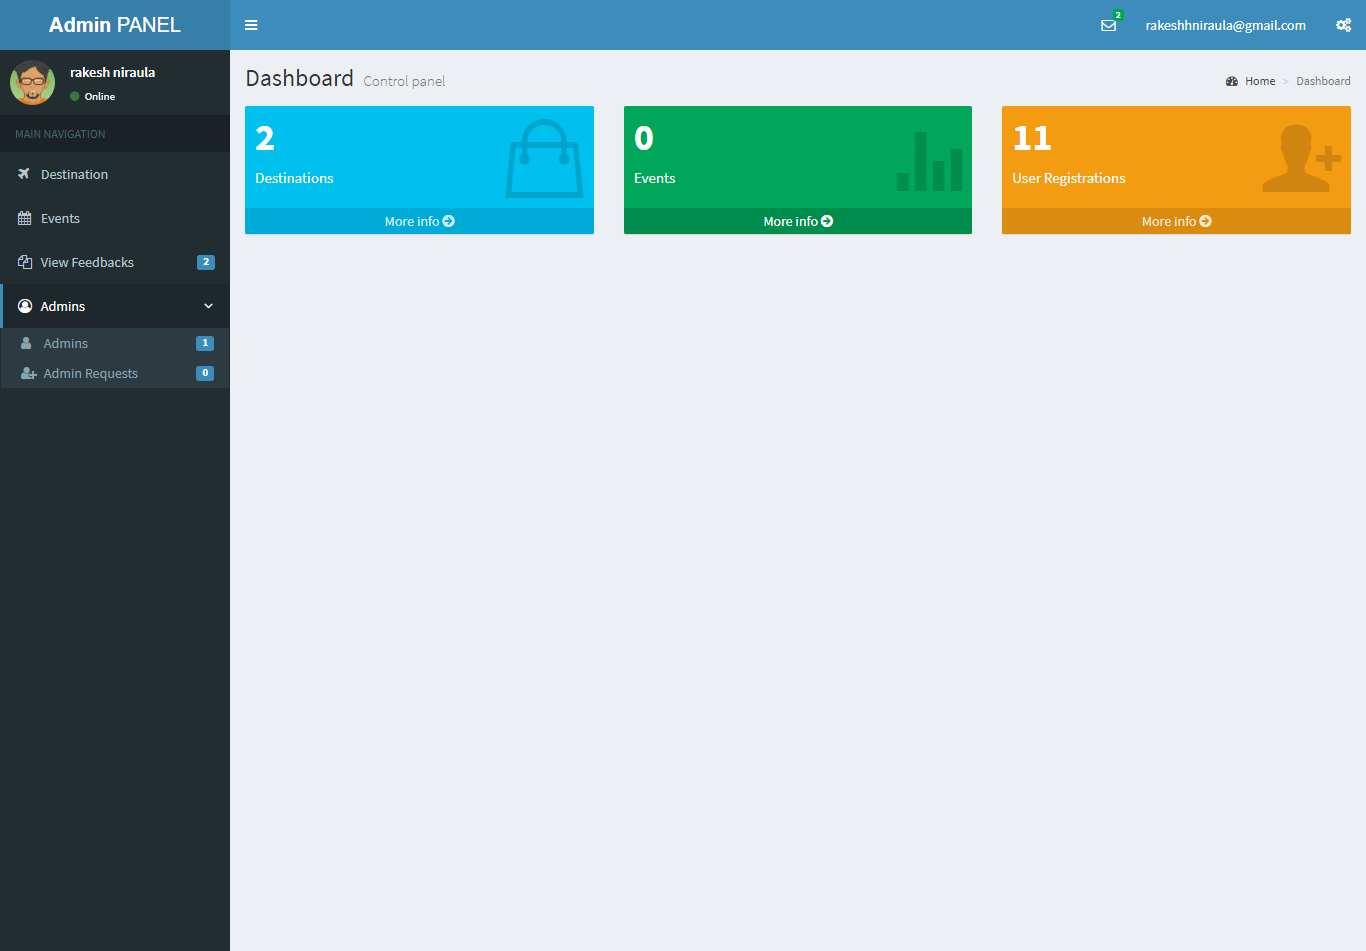 Admin PANEL
2
rakeshhniraula@gmail.com
rakesh niraula
Online
MAIN NAVIGATION
Destination
Events
View Feedbacks 2
Admins
Admins 1
Admin Requests 0
Dashboard Control panel
Home > Dashboard
2
Destinations
More info
0
Events
More info
11
User Registrations
More info